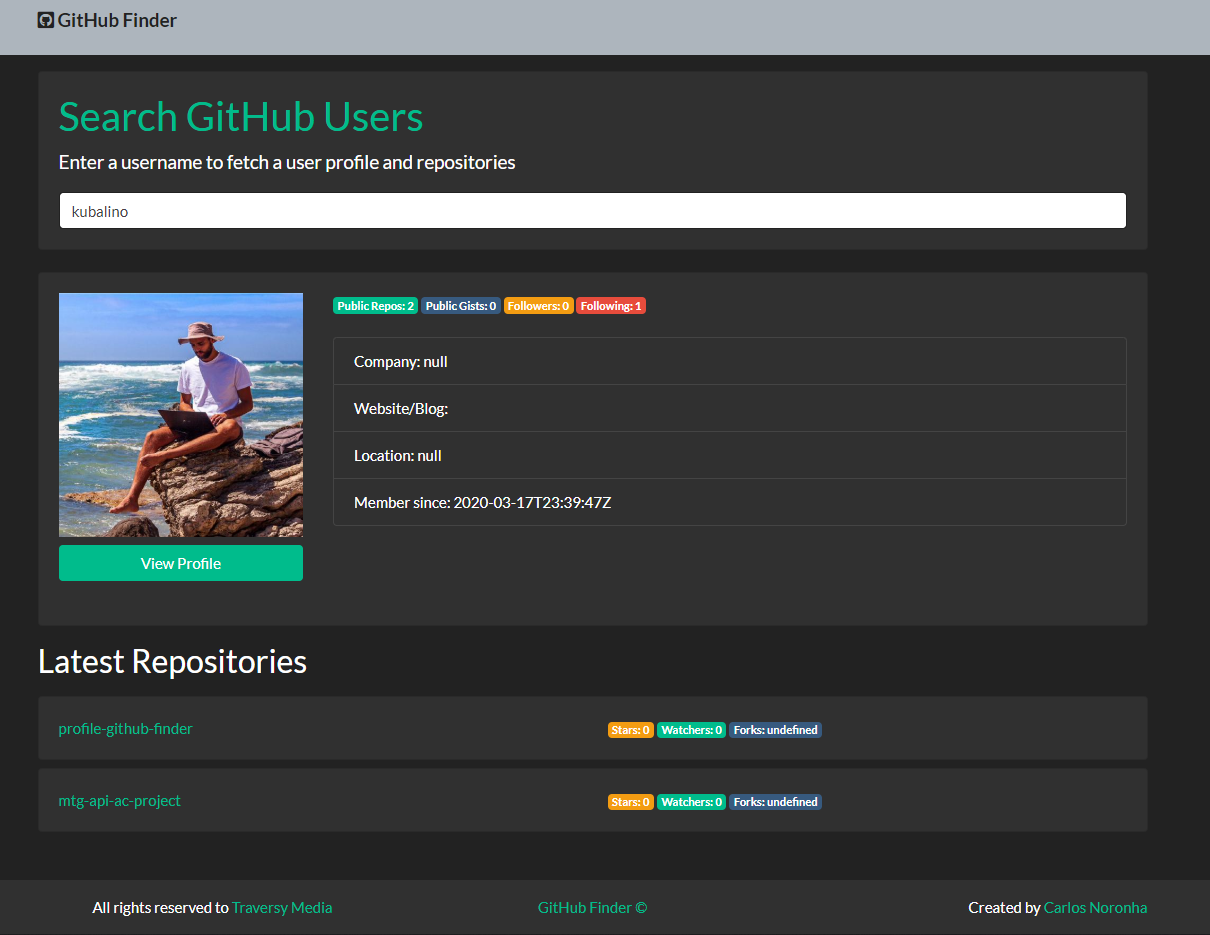 GitHub Finder
Search GitHub Users
Enter a username to fetch a user profile and repositories
kubalino
Public Repos: 2 Public Gists: 0 Followers: 0 Following: 1
Company: null
Website/Blog:
Location: null
Member since: 2020-03-17T23:39:47Z
View Profile
Latest Repositories
profile-github-finder Stars: 0 Watchers: 0 Forks: undefined
mtg-api-ac-project Stars: 0 Watchers: 0 Forks: undefined
All rights reserved to Traversy Media GitHub Finder © Created by Carlos Noronha